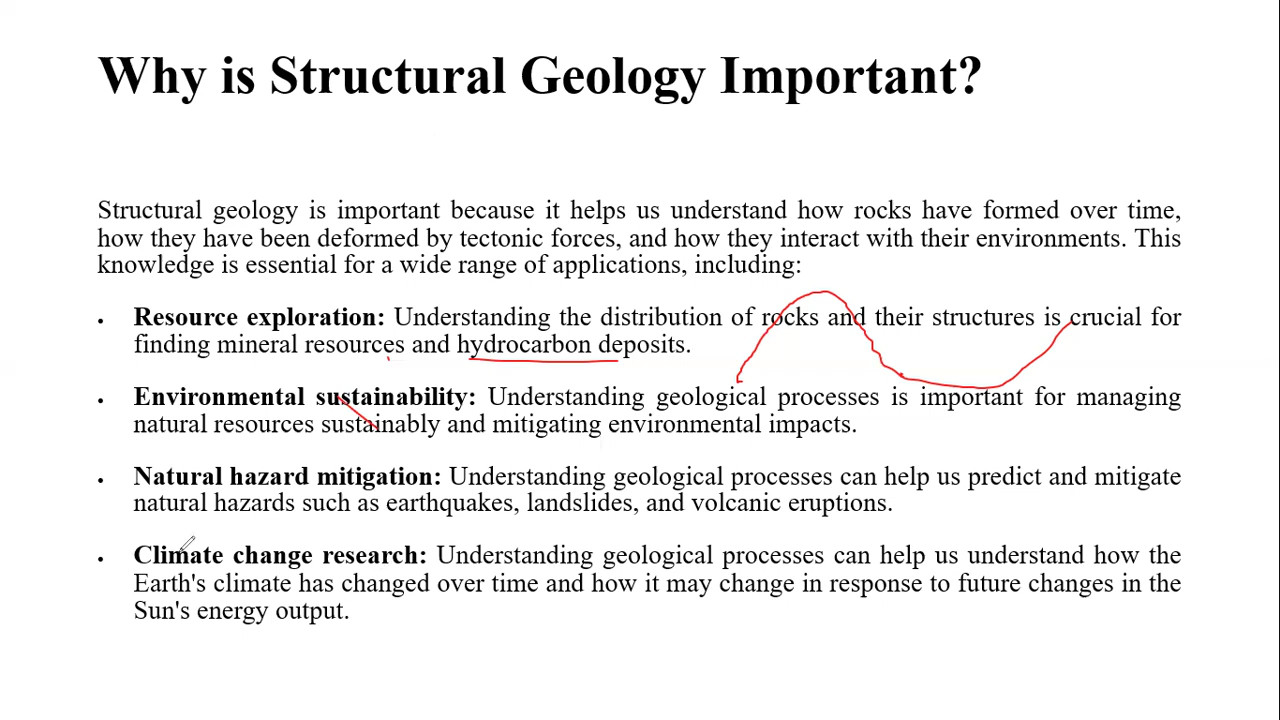 Why is Structural Geology Important?
Structural geology is important because it helps us understand how rocks have formed over time,
how they have been deformed by tectonic forces, and how they interact with their environments. This
knowledge is essential for a wide range of applications, including:
• Resource exploration: Understanding the distribution of rocks and their structures is crucial for
finding mineral resources and hydrocarbon deposits.
• Environmental sustainability: Understanding geological processes is important for managing
natural resources sustainably and mitigating environmental impacts.
• Natural hazard mitigation: Understanding geological processes can help us predict and mitigate
natural hazards such as earthquakes, landslides, and volcanic eruptions.
• Climate change research: Understanding geological processes can help us understand how the
Earth's climate has changed over time and how it may change in response to future changes in the
Sun's energy output.